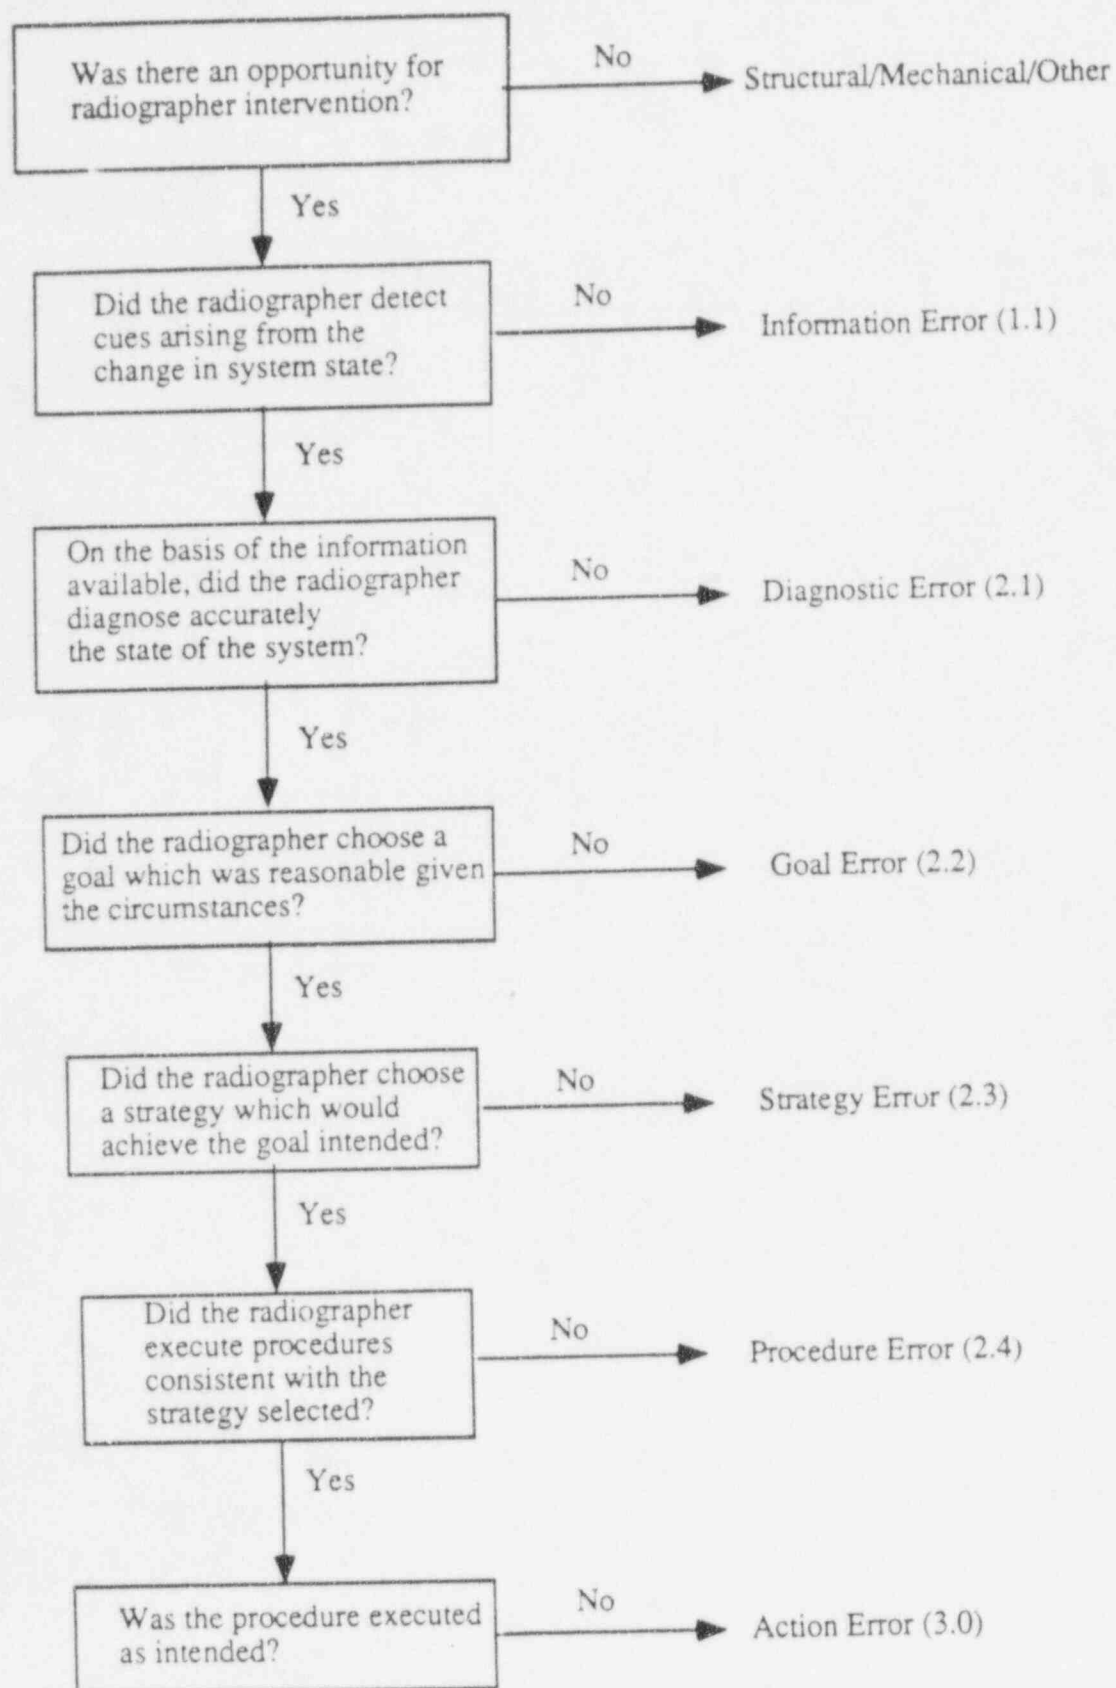 Was there an opportunity for
radiographer intervention?
No
Structural/Mechanical/Other
Yes
Did the radiographer detect
cues arising from the
change in system state?
No
Information Error (1.1)
Yes
On the basis of the information
available, did the radiographer
diagnose accurately
the state of the system?
No
Diagnostic Error (2.1)
Yes
Did the radiographer choose a
goal which was reasonable given
the circumstances?
No
Goal Error (2.2)
Yes
Did the radiographer choose
a strategy which would
achieve the goal intended?
No
Strategy Error (2.3)
Yes
Did the radiographer
execute procedures
consistent with the
strategy selected?
No
Procedure Error (2.4)
Yes
Was the procedure executed
as intended?
No
Action Error (3.0)